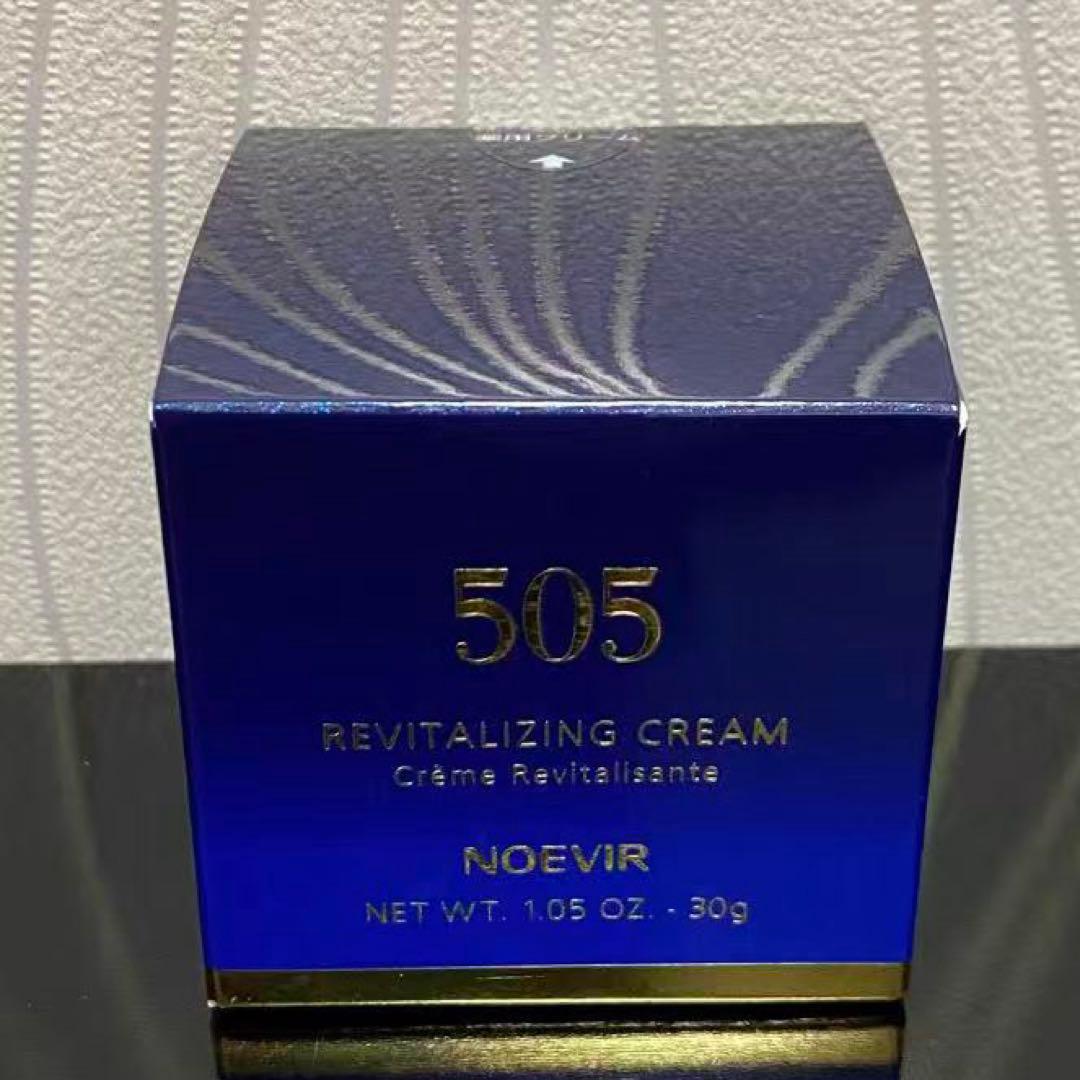 505
REVITALIZING CREAM
Crème Revitalisante
NOEVIR
NET WT. 1.05 OZ. - 30g